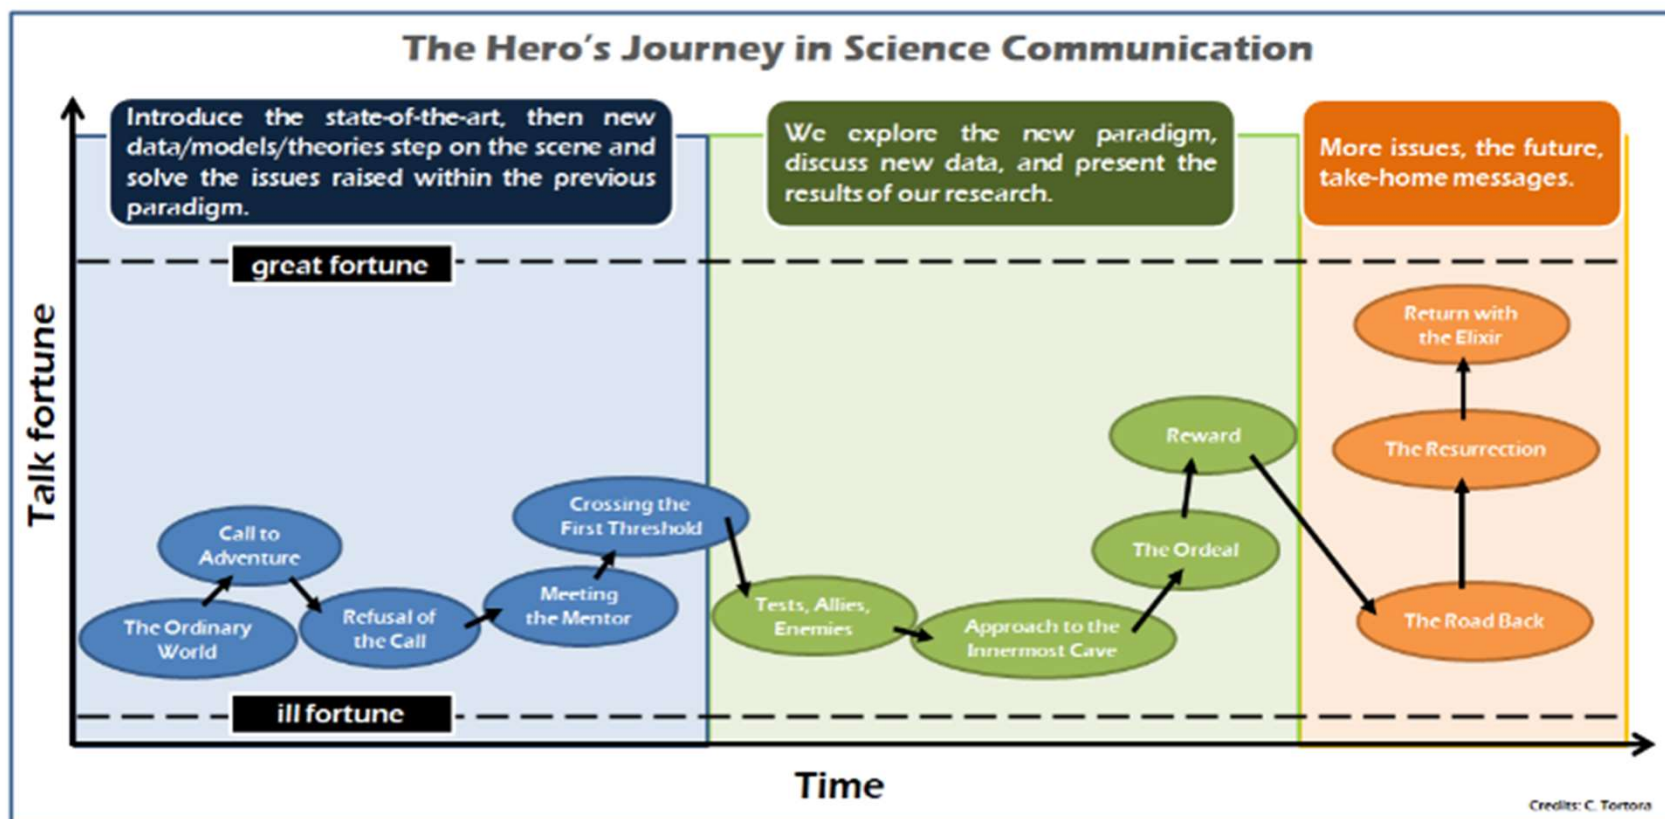 The Hero's Journey in Science Communication
Introduce the state-of-the-art, then new
data/models/theories step on the scene and
solve the issues raised within the previous
paradigm.
We explore the new paradigm,
discuss new data, and present the
results of our research.
More issues, the future,
take-home messages.
great fortune
Talk fortune
The Ordinary
World
Call to
Adventure
Refusal of
the Call
Meeting
the Mentor
Crossing the
First Threshold
Tests, Allies,
Enemies
Approach to the
Innermost Cave
The Ordeal
Reward
The Road Back
The Resurrection
Return with
the Elixir
ill fortune
Time
Credits: C. Tortora